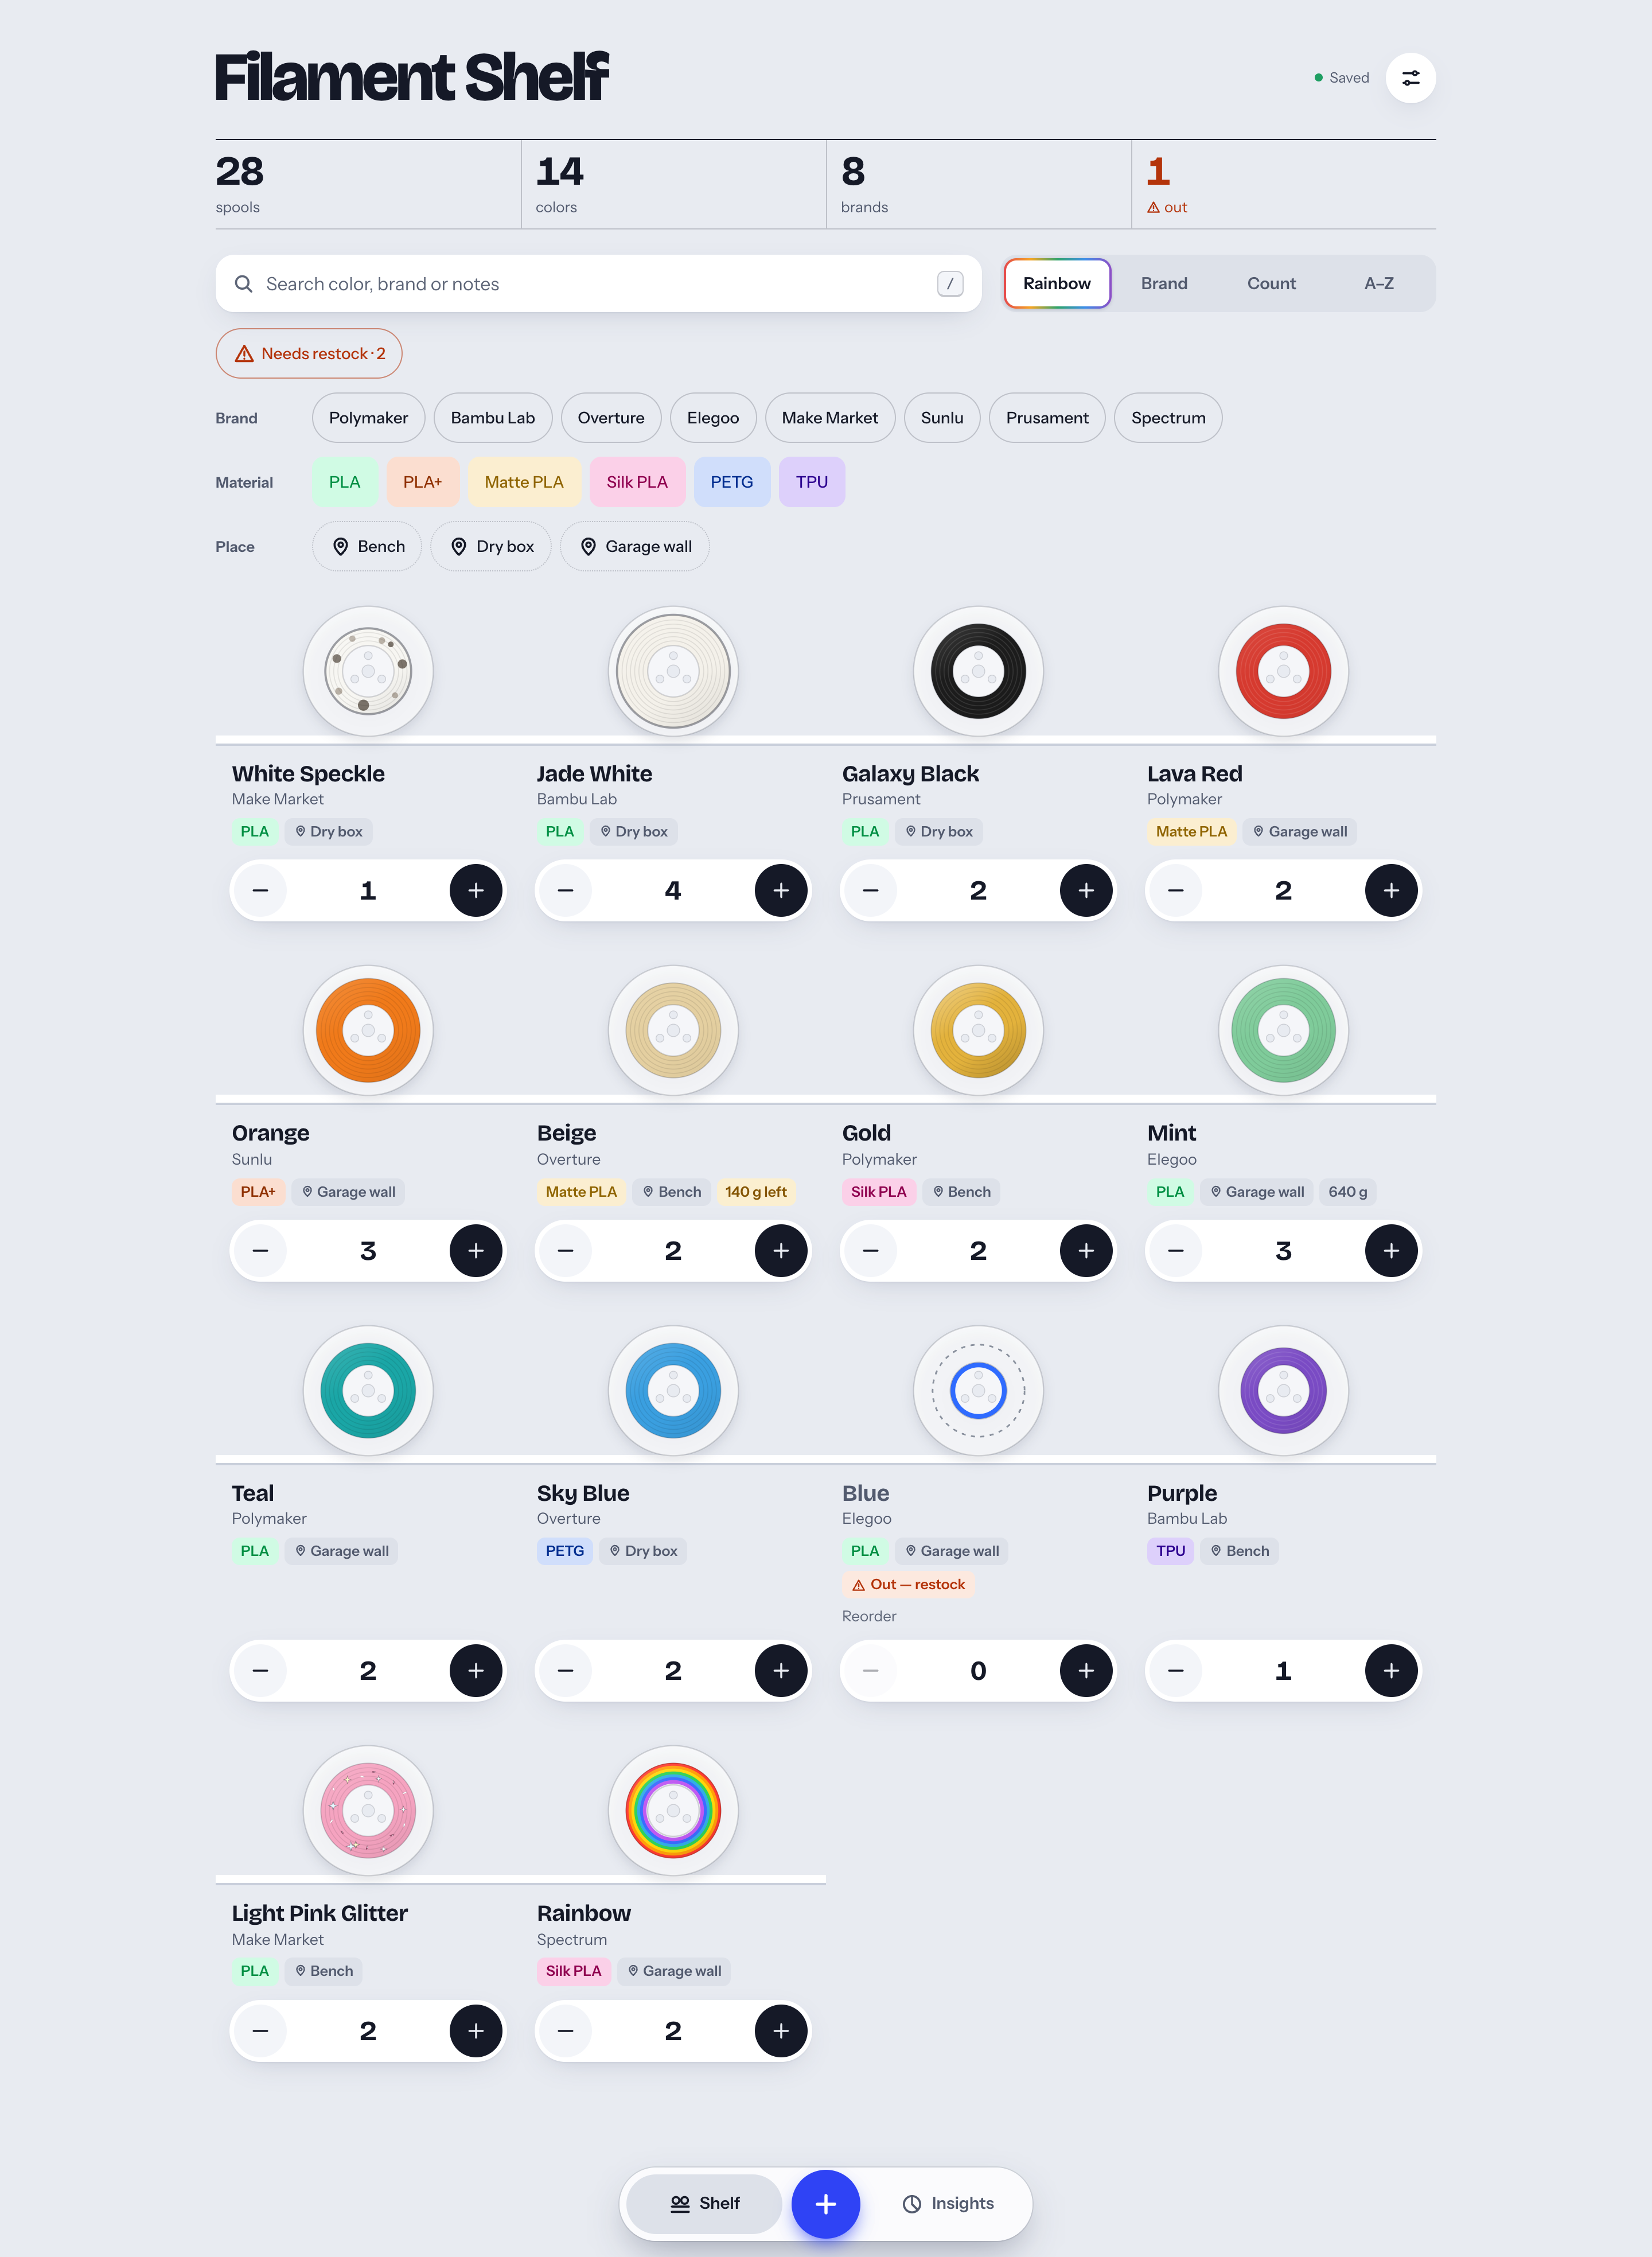 Filament Shelf
Saved
28
spools
14
colors
8
brands
1
out
Search color, brand or notes
/
Rainbow
Brand
Count
A–Z
Needs restock · 2
Brand
Polymaker
Bambu Lab
Overture
Elegoo
Make Market
Sunlu
Prusament
Spectrum
Material
PLA
PLA+
Matte PLA
Silk PLA
PETG
TPU
Place
Bench
Dry box
Garage wall
White Speckle
Make Market
PLA
Dry box
1
Jade White
Bambu Lab
PLA
Dry box
4
Galaxy Black
Prusament
PLA
Dry box
2
Lava Red
Polymaker
Matte PLA
Garage wall
2
Orange
Sunlu
PLA+
Garage wall
3
Beige
Overture
Matte PLA
Bench
140 g left
2
Gold
Polymaker
Silk PLA
Bench
2
Mint
Elegoo
PLA
Garage wall
640 g
3
Teal
Polymaker
PLA
Garage wall
2
Sky Blue
Overture
PETG
Dry box
2
Blue
Elegoo
PLA
Garage wall
Out — restock
Reorder
0
Purple
Bambu Lab
TPU
Bench
1
Light Pink Glitter
Make Market
PLA
Bench
2
Rainbow
Spectrum
Silk PLA
Garage wall
2
Shelf
Insights